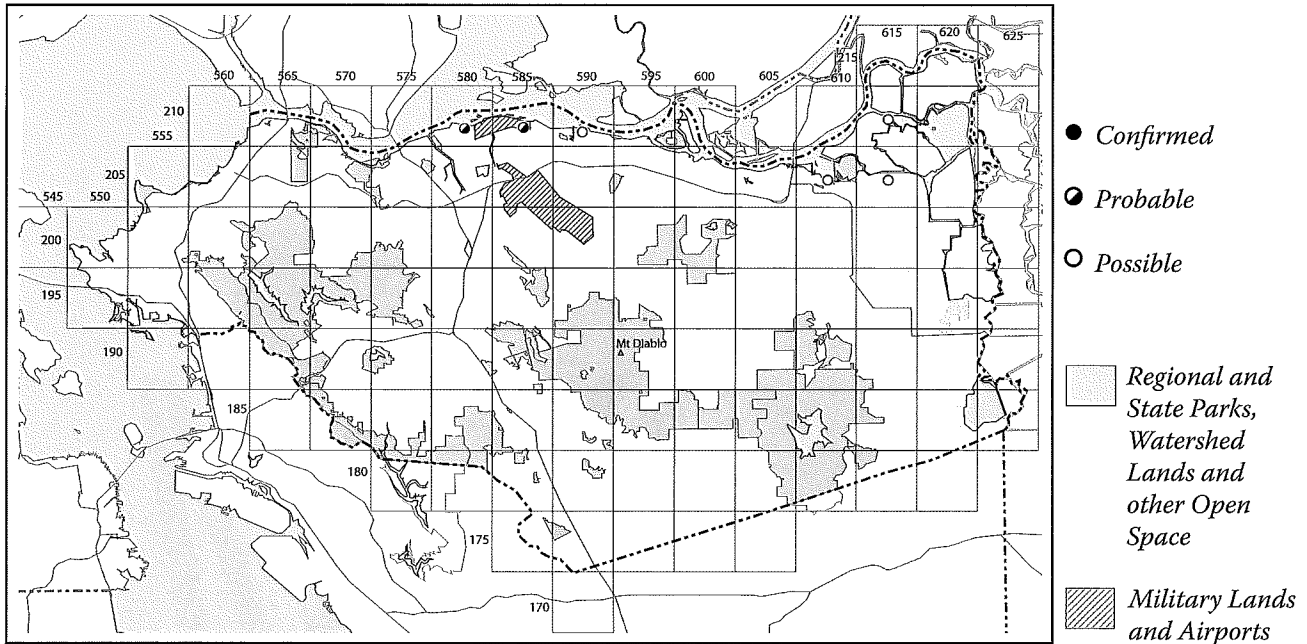 615 620 625
215
560 565 570 575 580 585 590 595 600 605 610
210
555
205
545 550
200
195
190
Mt Diablo
185
180
175
170
Confirmed
Probable
Possible
Regional and
State Parks,
Watershed
Lands and
other Open
Space
Military Lands
and Airports